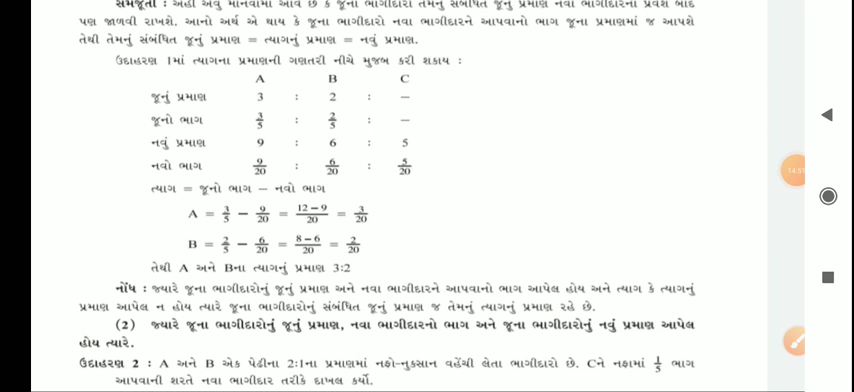 સમજૂતી : અહીં એવું માનવામાં આવે છે કે જૂના ભાગીદારો તેમનું સંબંધિત જૂનું પ્રમાણ નવા ભાગીદારના પ્રવેશ બાદ
પણ જાળવી રાખશે. આનો અર્થ એ થાય કે જૂના ભાગીદારો નવા ભાગીદારને આપવાનો ભાગ જૂના પ્રમાણમાં જ આપશે
તેથી તેમનું સંબંધિત જૂનું પ્રમાણ = ત્યાગનું પ્રમાણ = નવું પ્રમાણ.
ઉદાહરણ 1માં ત્યાગના પ્રમાણની ગણતરી નીચે મુજબ કરી શકાય :
A B C
જૂનું પ્રમાણ 3 : 2 : –
જૂનો ભાગ 3/5 : 2/5 : –
નવું પ્રમાણ 9 : 6 : 5
નવો ભાગ 9/20 : 6/20 : 5/20
ત્યાગ = જૂનો ભાગ – નવો ભાગ
A = 3/5 – 9/20 = 12 – 9/20 = 3/20
B = 2/5 – 6/20 = 8 – 6/20 = 2/20
તેથી A અને Bના ત્યાગનું પ્રમાણ 3:2
નોંધ : જ્યારે જૂના ભાગીદારોનું જૂનું પ્રમાણ અને નવા ભાગીદારને આપવાનો ભાગ આપેલ હોય અને ત્યાગ કે ત્યાગનું
પ્રમાણ આપેલ ન હોય ત્યારે જૂના ભાગીદારોનું સંબંધિત જૂનું પ્રમાણ જ તેમનું ત્યાગનું પ્રમાણ રહે છે.
(2) જ્યારે જૂના ભાગીદારોનું જૂનું પ્રમાણ, નવા ભાગીદારનો ભાગ અને જૂના ભાગીદારોનું નવું પ્રમાણ આપેલ
હોય ત્યારે.
ઉદાહરણ 2 : A અને B એક પેઢીના 2:1ના પ્રમાણમાં નફો-નુકસાન વહેંચી લેતા ભાગીદારો છે. Cને નફામાં 1/5 ભાગ
આપવાની શરતે નવા ભાગીદાર તરીકે દાખલ કર્યો.